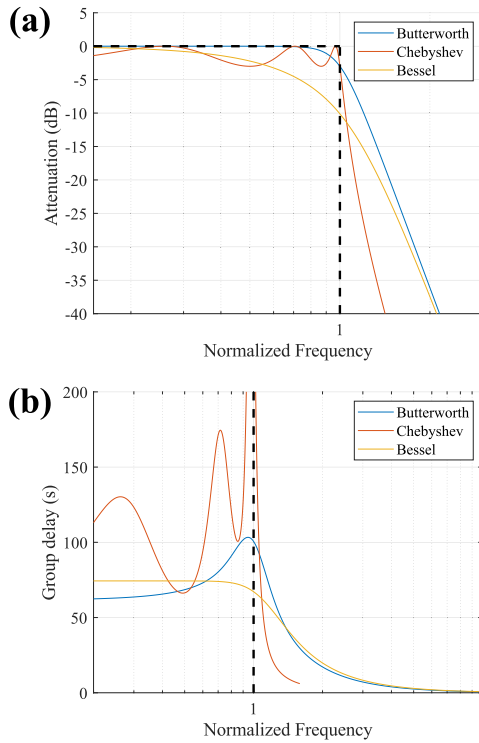 (a)
5
0
-5
-10
-15
-20
-25
-30
-35
-40
Attenuation (dB)
Butterworth
Chebyshev
Bessel
1
Normalized Frequency
(b)
200
150
100
50
0
Group delay (s)
Butterworth
Chebyshev
Bessel
1
Normalized Frequency